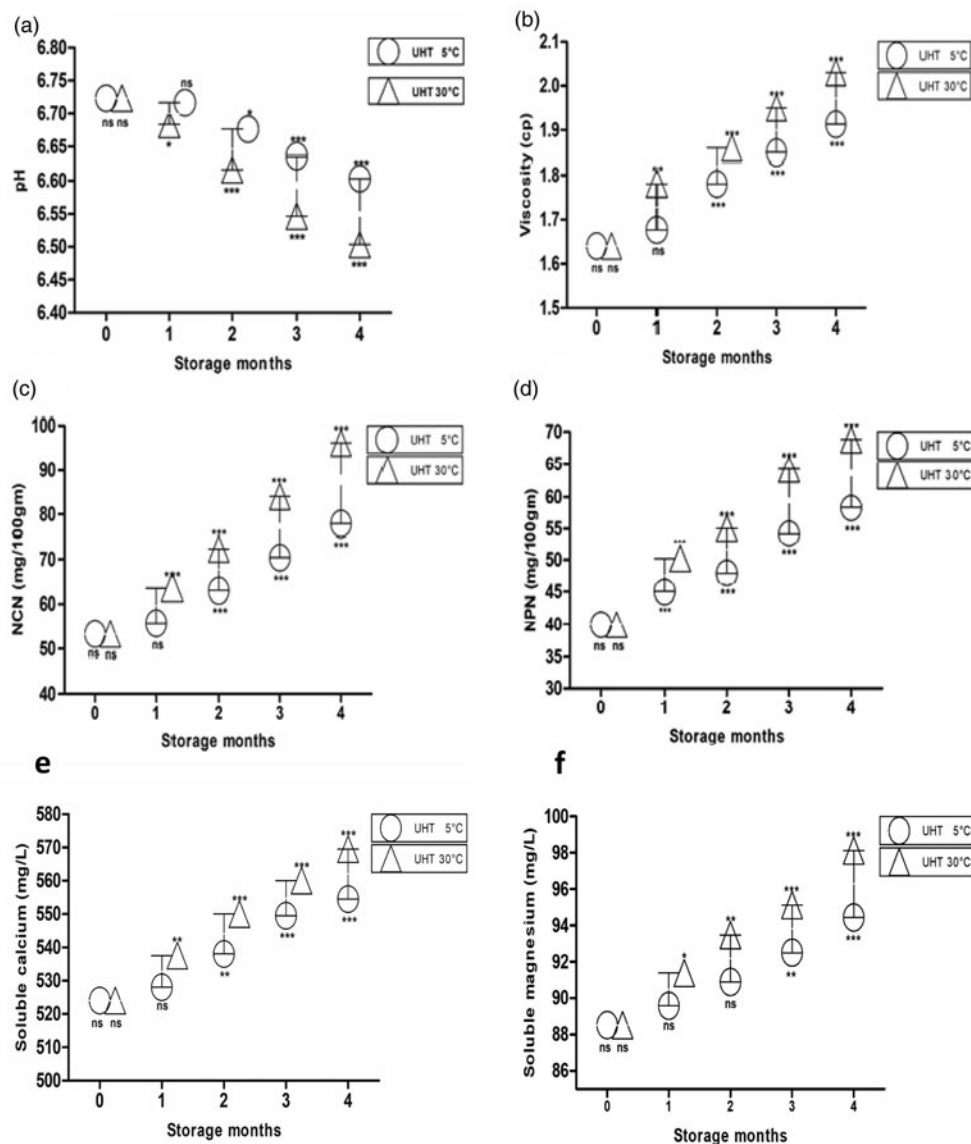 (a)
6.80
6.75
6.70
6.65
6.60
6.55
6.50
6.45
6.40
pH
UHT 5°C
UHT 30°C
ns ns
ns
*
*
***
***
***
***
***
0 1 2 3 4
Storage months
(b)
2.1
2.0
1.9
1.8
1.7
1.6
1.5
Viscosity (cp)
UHT 5°C
UHT 30°C
ns ns
**
ns
***
***
***
***
***
***
0 1 2 3 4
Storage months
(c)
100
90
80
70
60
50
40
NCN (mg/100gm)
UHT 5°C
UHT 30°C
ns ns
***
ns
***
***
***
***
***
***
0 1 2 3 4
Storage months
(d)
70
65
60
55
50
45
40
35
30
NPN (mg/100gm)
UHT 5°C
UHT 30°C
ns ns
***
***
***
***
***
***
***
***
0 1 2 3 4
Storage months
e
580
570
560
550
540
530
520
510
500
Soluble calcium (mg/L)
UHT 5°C
UHT 30°C
ns ns
**
ns
***
**
***
***
***
***
0 1 2 3 4
Storage months
f
100
98
96
94
92
90
88
86
Soluble magnesium (mg/L)
UHT 5°C
UHT 30°C
ns ns
*
ns
**
ns
***
**
***
***
0 1 2 3 4
Storage months